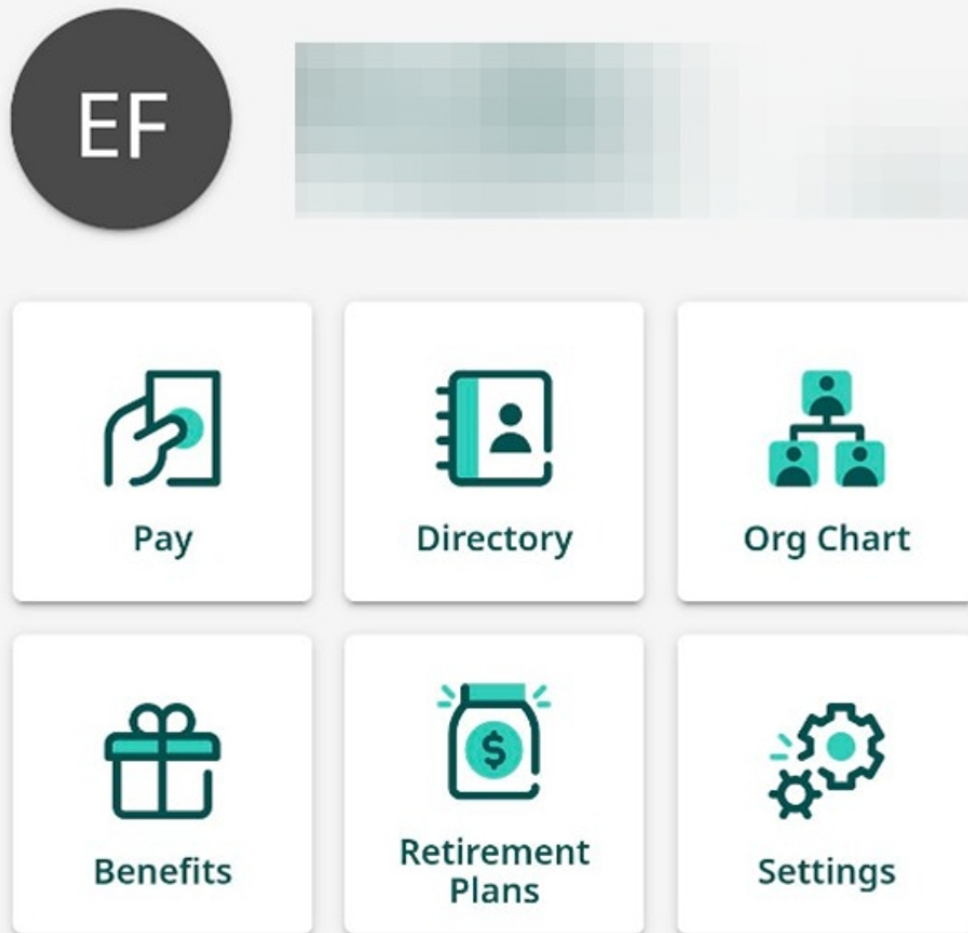 EF
Pay
Directory
Org Chart
Benefits
Retirement
Plans
Settings